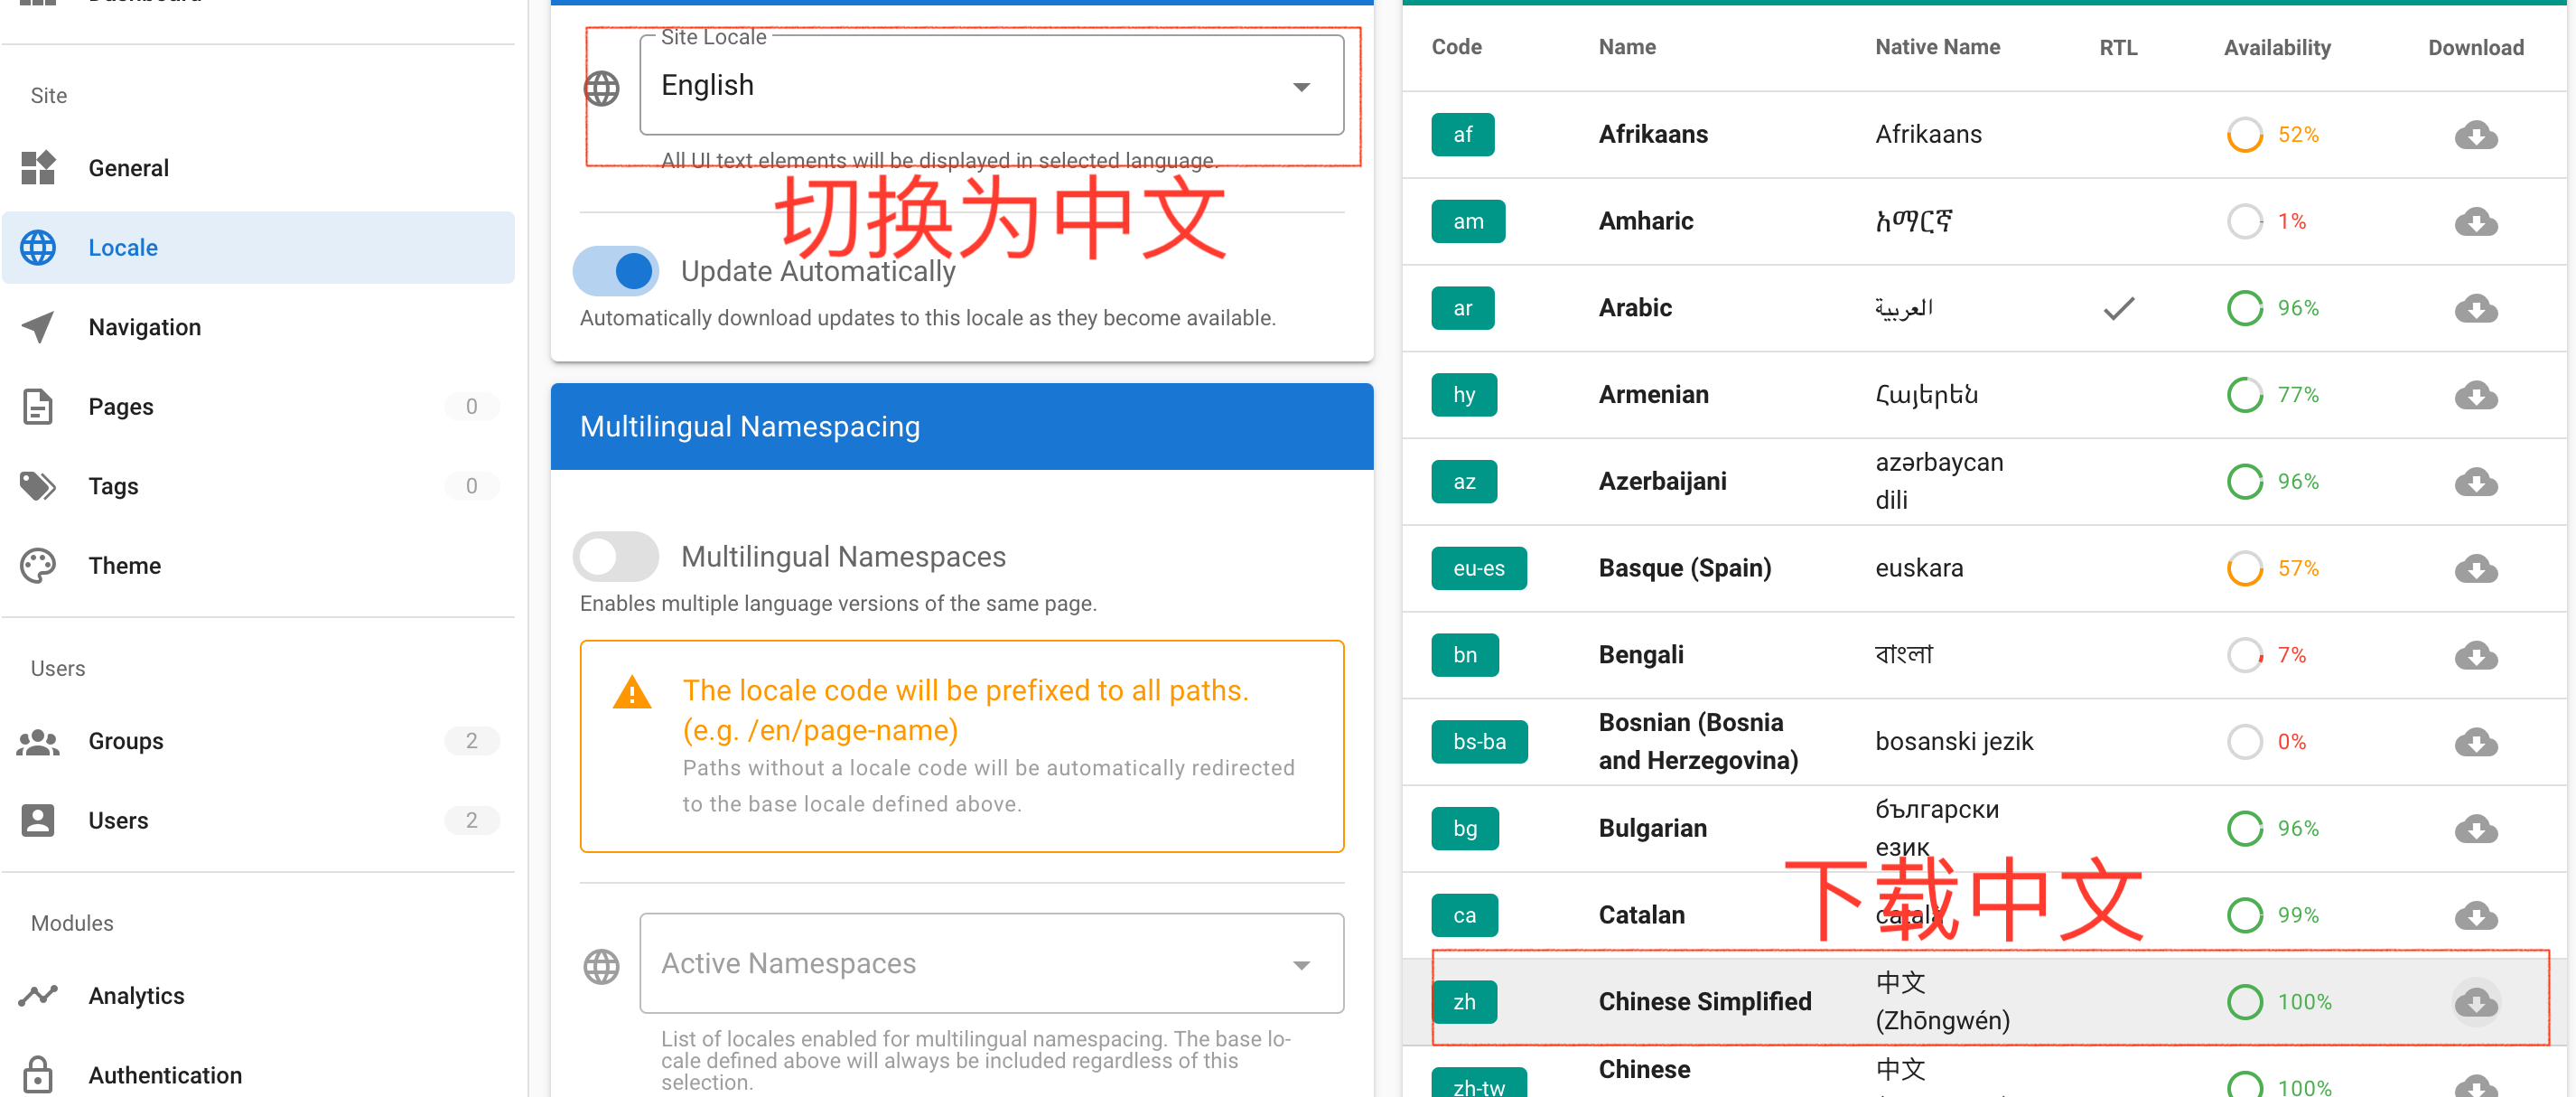 Site
General
Locale
Navigation
Pages 0
Tags 0
Theme
Users
Groups 2
Users 2
Modules
Analytics
Authentication
Site Locale
English
All UI text elements will be displayed in selected language.
切换为中文
Update Automatically
Automatically download updates to this locale as they become available.
Multilingual Namespacing
Multilingual Namespaces
Enables multiple language versions of the same page.
The locale code will be prefixed to all paths.
(e.g. /en/page-name)
Paths without a locale code will be automatically redirected
to the base locale defined above.
Active Namespaces
List of locales enabled for multilingual namespacing. The base lo-
cale defined above will always be included regardless of this
selection.
Code Name Native Name RTL Availability Download
af Afrikaans Afrikaans 52%
am Amharic አማርኛ 1%
ar Arabic العربية 96%
hy Armenian Հայերեն 77%
az Azerbaijani azərbaycan
dili 96%
eu-es Basque (Spain) euskara 57%
bn Bengali বাংলা 7%
bs-ba Bosnian (Bosnia
and Herzegovina) bosanski jezik 0%
bg Bulgarian български
език 96%
下载中文
ca Catalan català 99%
zh Chinese Simplified 中文
(Zhōngwén) 100%
zh-tw Chinese 中文 100%